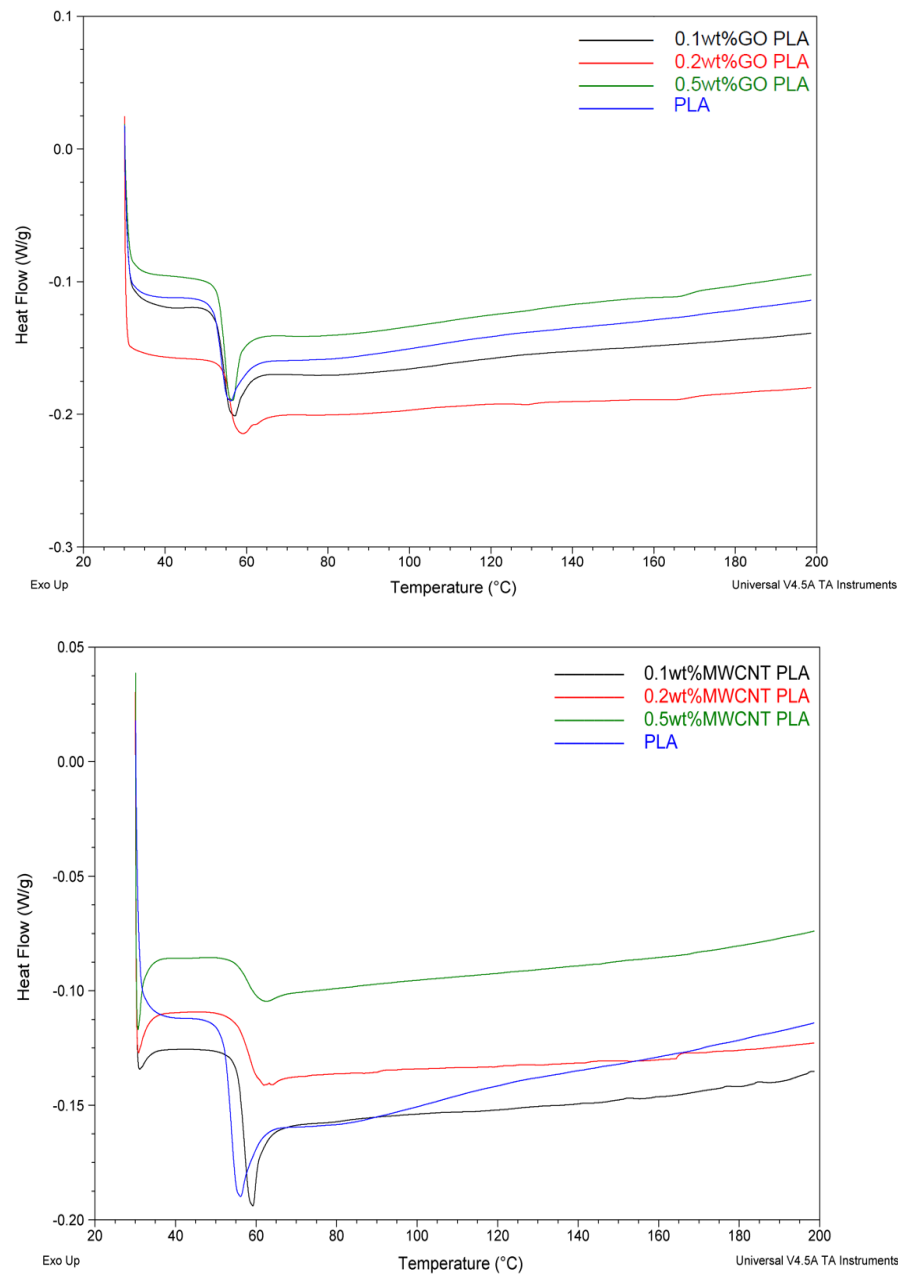 0.1
0.1wt%GO PLA
0.2wt%GO PLA
0.5wt%GO PLA
PLA
0.0
-0.1
-0.2
-0.3
Heat Flow (W/g)
20 40 60 80 100 120 140 160 180 200
Exo Up
Temperature (°C)
Universal V4.5A TA Instruments
0.05
0.1wt%MWCNT PLA
0.2wt%MWCNT PLA
0.5wt%MWCNT PLA
PLA
0.00
-0.05
-0.10
-0.15
-0.20
Heat Flow (W/g)
20 40 60 80 100 120 140 160 180 200
Exo Up
Temperature (°C)
Universal V4.5A TA Instruments